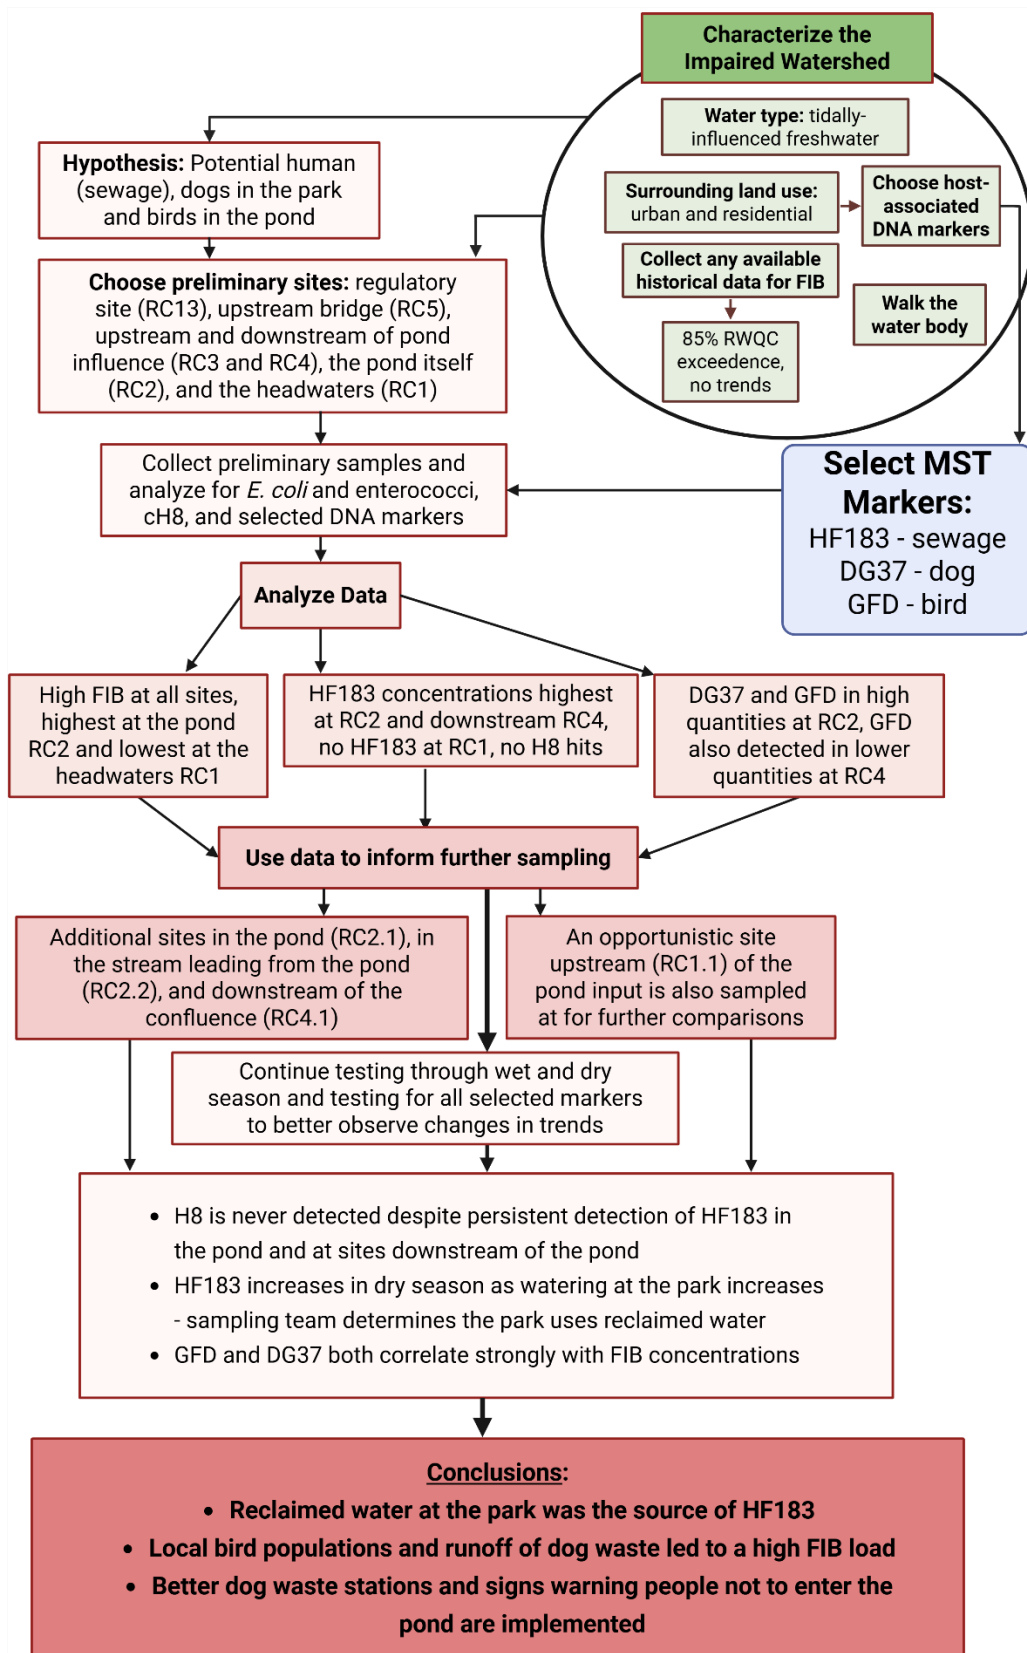 Characterize the
Impaired Watershed
Water type: tidally-
influenced freshwater
Surrounding land use:
urban and residential
Choose host-
associated
DNA markers
Collect any available
historical data for FIB
Walk the
water body
85% RWQC
exceedence,
no trends
Hypothesis: Potential human
(sewage), dogs in the park
and birds in the pond
Choose preliminary sites: regulatory
site (RC13), upstream bridge (RC5),
upstream and downstream of pond
influence (RC3 and RC4), the pond itself
(RC2), and the headwaters (RC1)
Select MST
Markers:
HF183 - sewage
DG37 - dog
GFD - bird
Collect preliminary samples and
analyze for E. coli and enterococci,
cH8, and selected DNA markers
Analyze Data
High FIB at all sites,
highest at the pond
RC2 and lowest at the
headwaters RC1
HF183 concentrations highest
at RC2 and downstream RC4,
no HF183 at RC1, no H8 hits
DG37 and GFD in high
quantities at RC2, GFD
also detected in lower
quantities at RC4
Use data to inform further sampling
Additional sites in the pond (RC2.1), in
the stream leading from the pond
(RC2.2), and downstream of the
confluence (RC4.1)
An opportunistic site
upstream (RC1.1) of the
pond input is also sampled
at for further comparisons
Continue testing through wet and dry
season and testing for all selected markers
to better observe changes in trends
• H8 is never detected despite persistent detection of HF183 in
the pond and at sites downstream of the pond
• HF183 increases in dry season as watering at the park increases
- sampling team determines the park uses reclaimed water
• GFD and DG37 both correlate strongly with FIB concentrations
Conclusions:
• Reclaimed water at the park was the source of HF183
• Local bird populations and runoff of dog waste led to a high FIB load
• Better dog waste stations and signs warning people not to enter the
pond are implemented